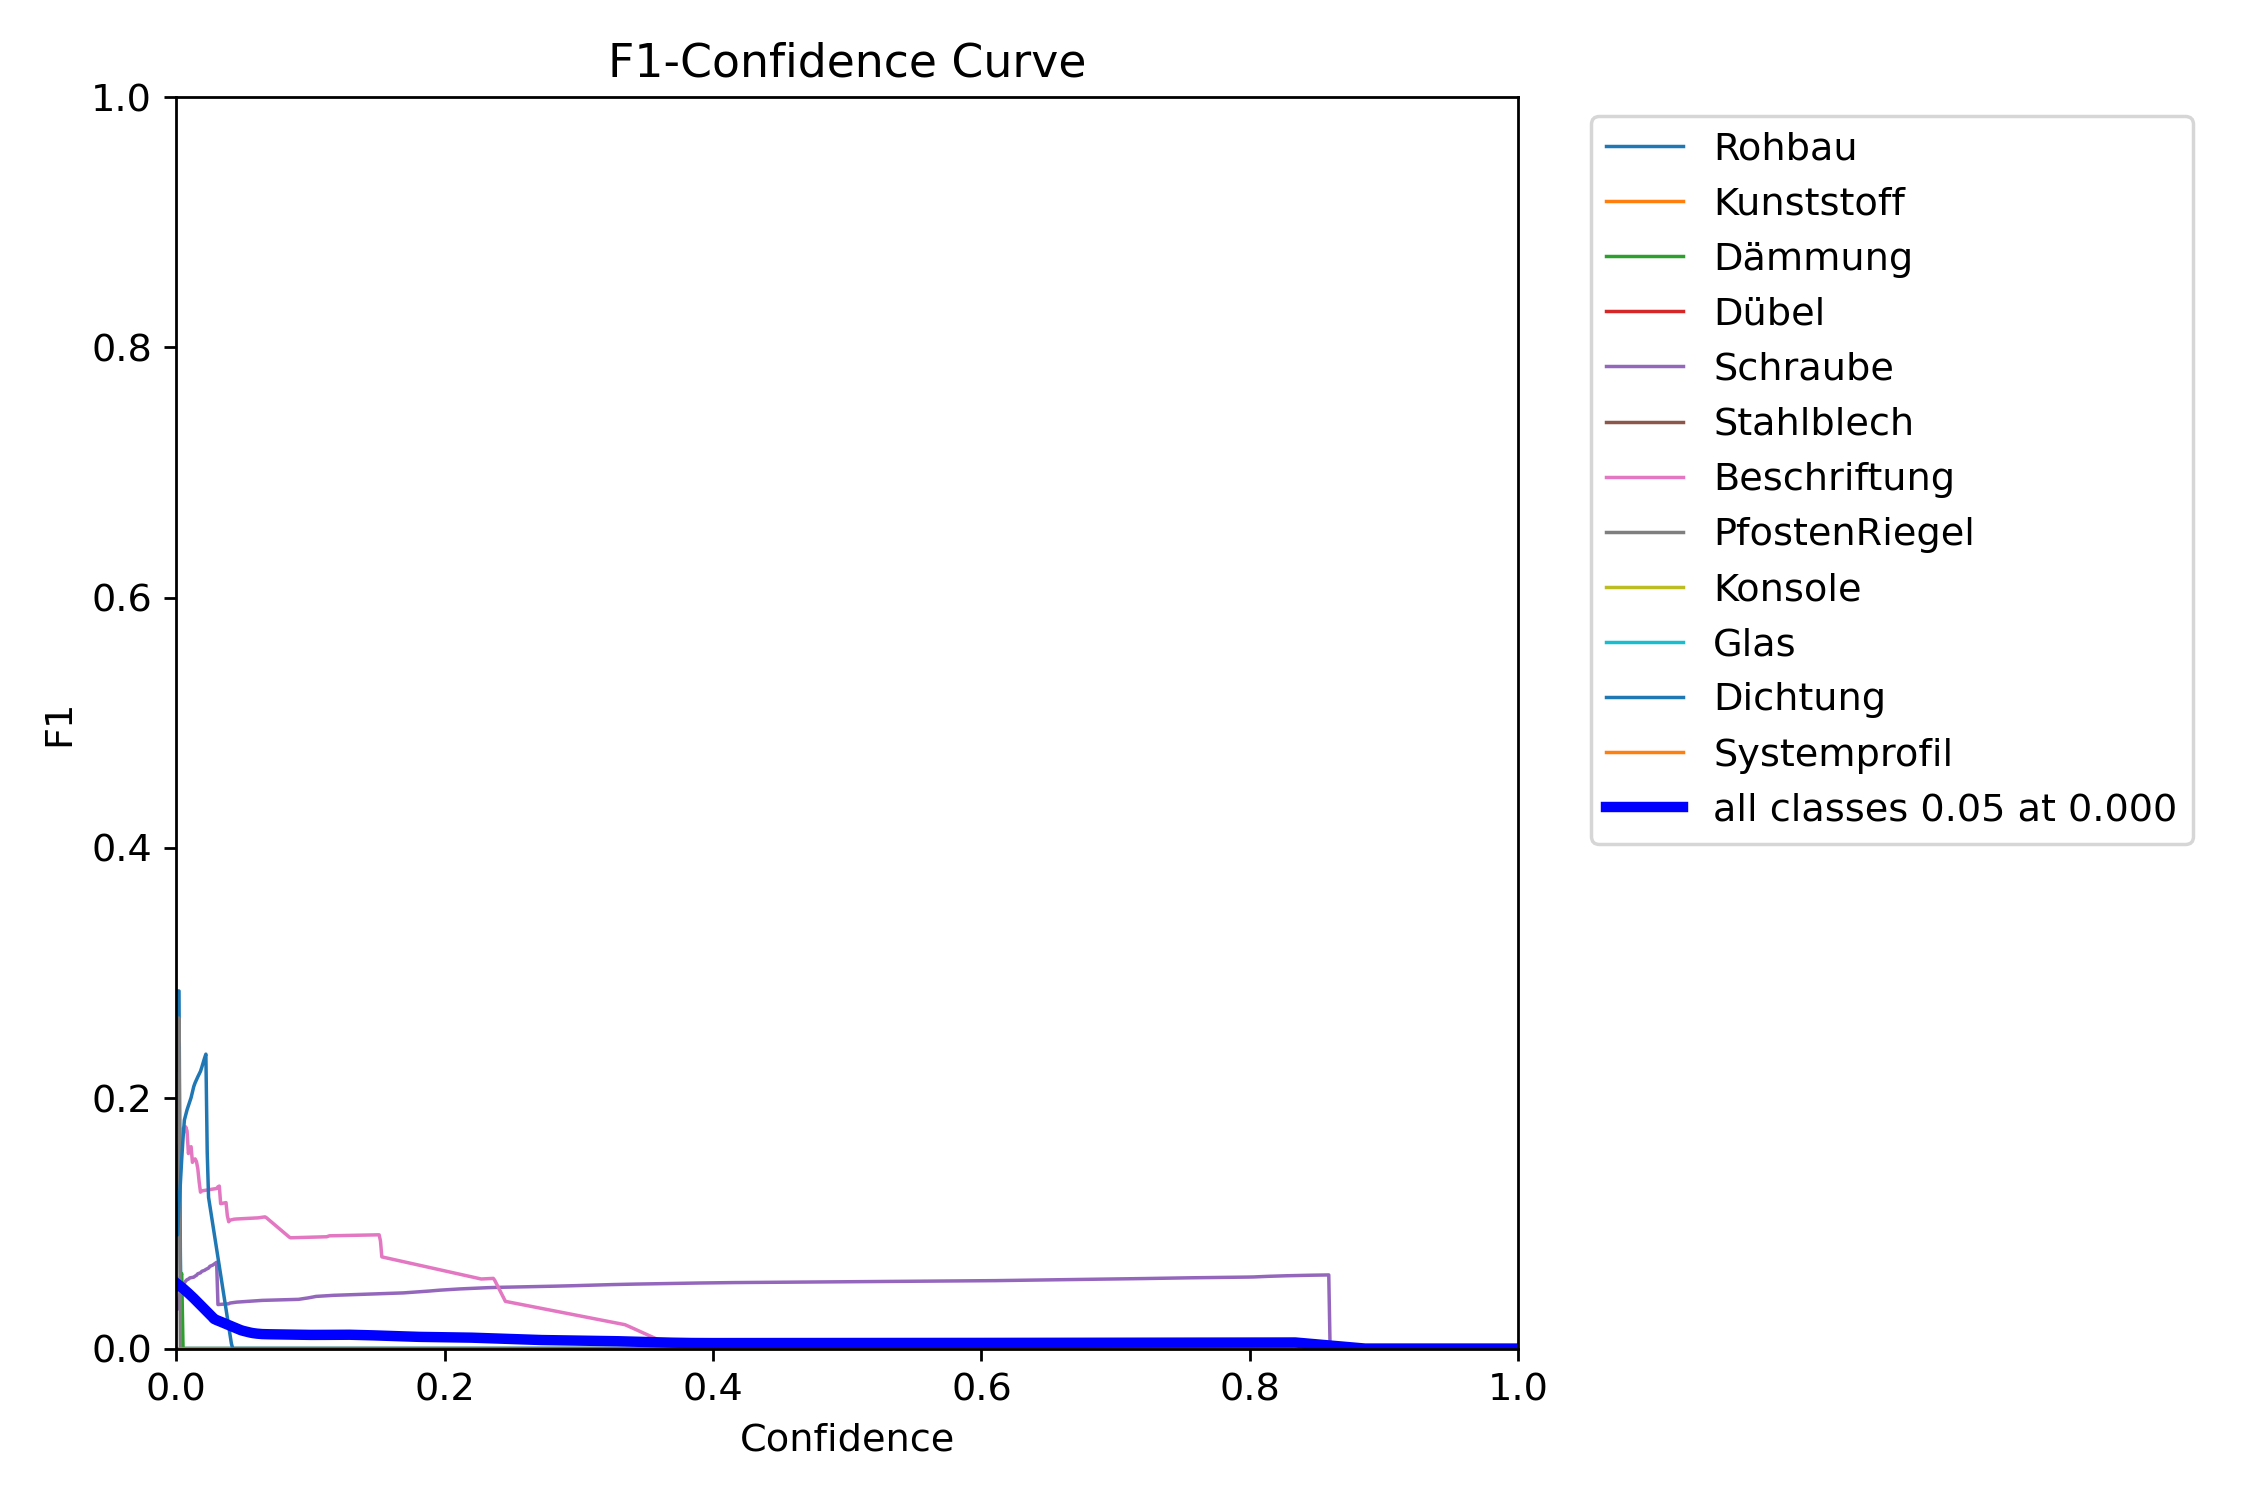 F1-Confidence Curve
1.0
0.8
0.6
0.4
0.2
0.0
F1
0.0 0.2 0.4 0.6 0.8 1.0
Confidence
Rohbau
Kunststoff
Dämmung
Dübel
Schraube
Stahlblech
Beschriftung
PfostenRiegel
Konsole
Glas
Dichtung
Systemprofil
all classes 0.05 at 0.000